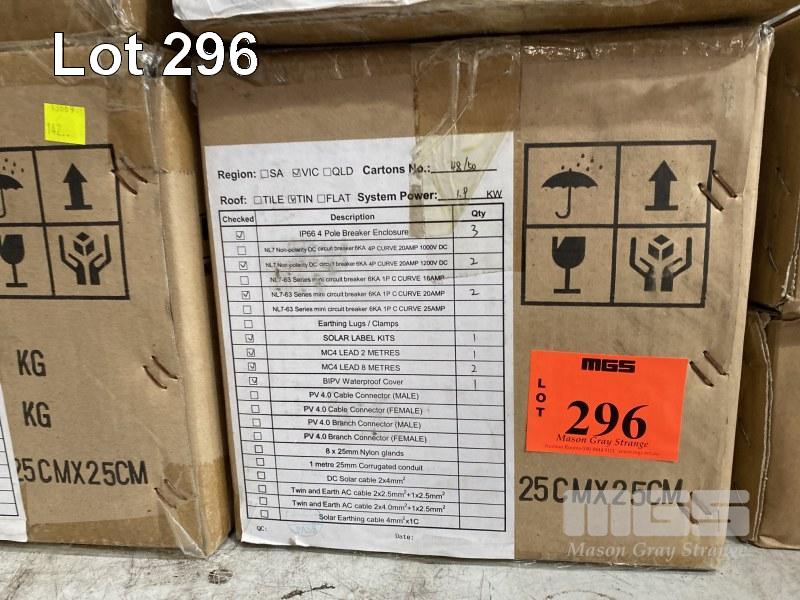 Lot 296
Region: SA VIC QLD Cartons No.: 48/50
Roof: TILE TIN FLAT System Power: 1.8 KW
Checked Description Qty
IP66 4 Pole Breaker Enclosure 3
NL7 Non-polarity DC circuit breaker 6KA 4P CURVE 20AMP 1000V DC
NL7 Non-polarity DC circuit breaker 6KA 4P CURVE 20AMP 1200V DC 2
NL7-63 Series mini circuit breaker 6KA 1P C CURVE 16AMP
NL7-63 Series mini circuit breaker 6KA 1P C CURVE 20AMP 2
NL7-63 Series mini circuit breaker 6KA 1P C CURVE 25AMP
Earthing Lugs / Clamps
SOLAR LABEL KITS 1
MC4 LEAD 2 METRES 1
MC4 LEAD 8 METRES 2
BIPV Waterproof Cover 1
PV 4.0 Cable Connector (MALE)
PV 4.0 Cable Connector (FEMALE)
PV 4.0 Branch Connector (MALE)
PV 4.0 Branch Connector (FEMALE)
8 x 25mm Nylon glands
1 metre 25mm Corrugated conduit
DC Solar cable 2x4mm²
Twin and Earth AC cable 2x2.5mm²+1x2.5mm²
Twin and Earth AC cable 2x4.0mm²+1x2.5mm²
Solar Earthing cable 4mm²x1C
QC:
Date:
KG
KG
25CMX25CM
MGS
LOT
296
Mason Gray Strange
25CMX25CM
MGS
Mason Gray Strange